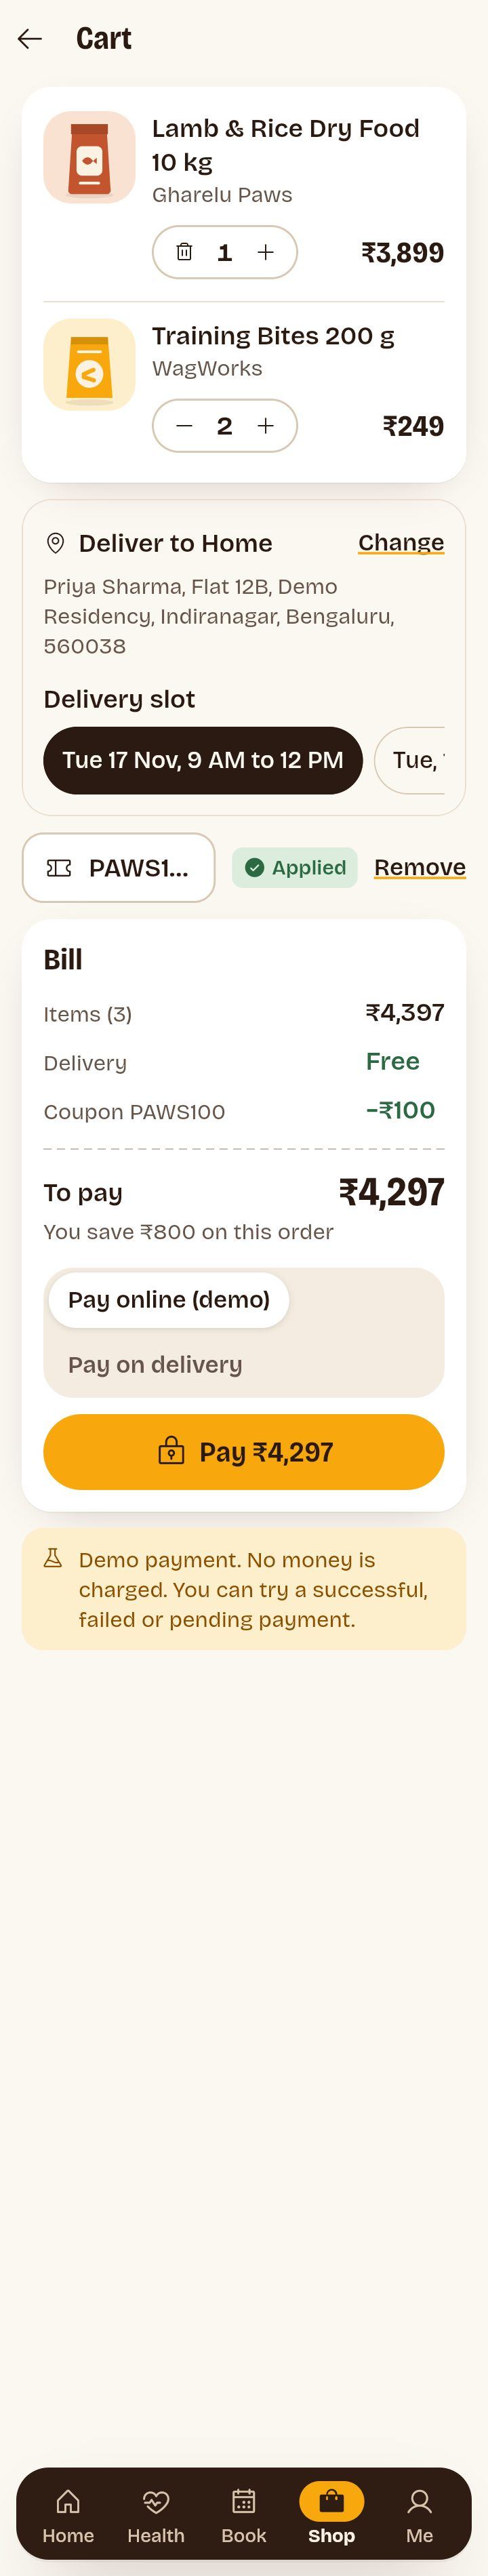 Cart
Lamb & Rice Dry Food
10 kg
Gharelu Paws
1
₹3,899
Training Bites 200 g
WagWorks
2
₹249
Deliver to Home
Change
Priya Sharma, Flat 12B, Demo
Residency, Indiranagar, Bengaluru,
560038
Delivery slot
Tue 17 Nov, 9 AM to 12 PM
Tue,
PAWS1...
Applied
Remove
Bill
Items (3)
₹4,397
Delivery
Free
Coupon PAWS100
−₹100
To pay
₹4,297
You save ₹800 on this order
Pay online (demo)
Pay on delivery
Pay ₹4,297
Demo payment. No money is
charged. You can try a successful,
failed or pending payment.
Home
Health
Book
Shop
Me